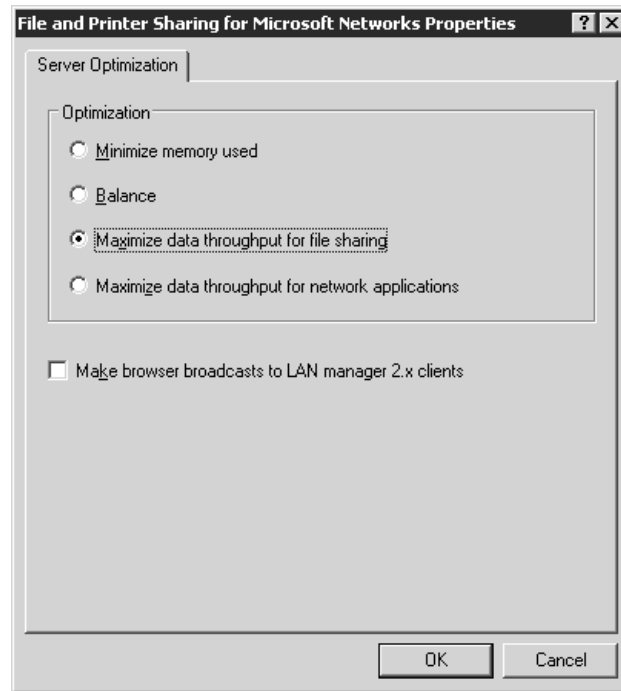 File and Printer Sharing for Microsoft Networks Properties
Server Optimization
Optimization
Minimize memory used
Balance
Maximize data throughput for file sharing
Maximize data throughput for network applications
Make browser broadcasts to LAN manager 2.x clients
OK
Cancel